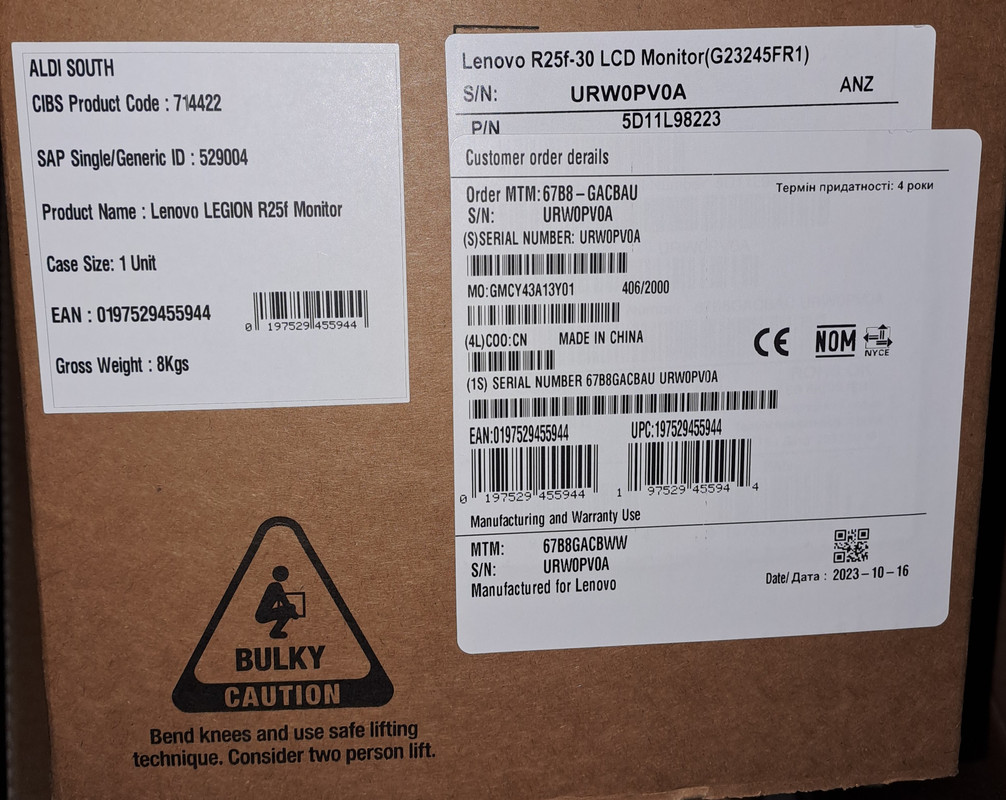 ALDI SOUTH
CIBS Product Code : 714422
SAP Single/Generic ID : 529004
Product Name : Lenovo LEGION R25f Monitor
Case Size: 1 Unit
EAN : 0197529455944
0 197529 455944
Gross Weight : 8Kgs
Lenovo R25f-30 LCD Monitor(G23245FR1)
S/N: URW0PV0A ANZ
P/N 5D11L98223
Customer order derails
Order MTM: 67B8-GACBAU
Термін придатності: 4 роки
S/N: URW0PV0A
(S)SERIAL NUMBER: URW0PV0A
MO:GMCY43A13Y01 406/2000
(4L)COO:CN MADE IN CHINA
CE NOM NYCE
(1S) SERIAL NUMBER 67B8GACBAU URW0PV0A
EAN:0197529455944 UPC:197529455944
0 197529 455944 1 97529 45594 4
Manufacturing and Warranty Use
MTM: 67B8GACBWW
S/N: URW0PV0A
Manufactured for Lenovo
Date/Дата : 2023-10-16
BULKY
CAUTION
Bend knees and use safe lifting
technique. Consider two person lift.